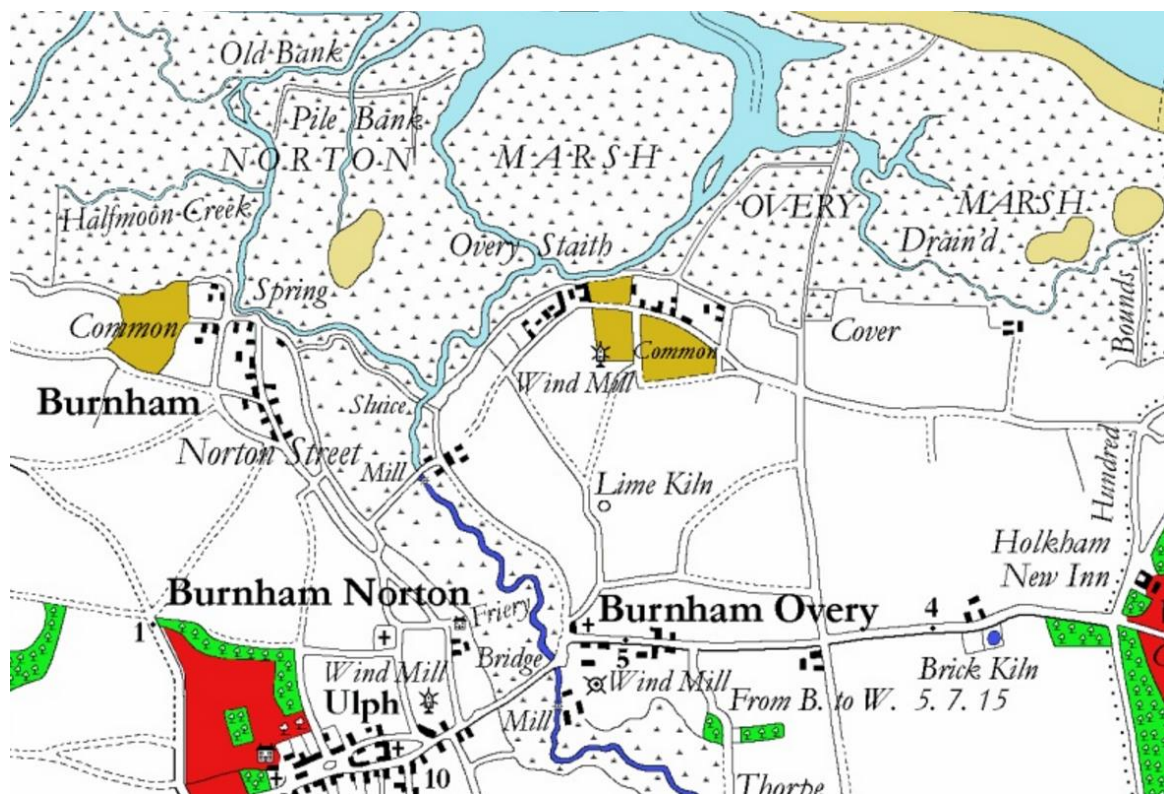 Old Bank
Pile Bank
NORTON
MARSH
Halfmoon Creek
OVERY
MARSH
Overy Staith
Drain'd
Spring
Bounds
Common
Cover
Common
Wind Mill
Burnham
Sluice
Norton Street
Mill
Hundred
Lime Kiln
Holkham
New Inn
Burnham Norton
Friery
Burnham Overy
4
1
5
Bridge
Wind Mill
Wind Mill
Brick Kiln
Ulph
Mill
From B. to W. 5. 7. 15
10
Thorpe